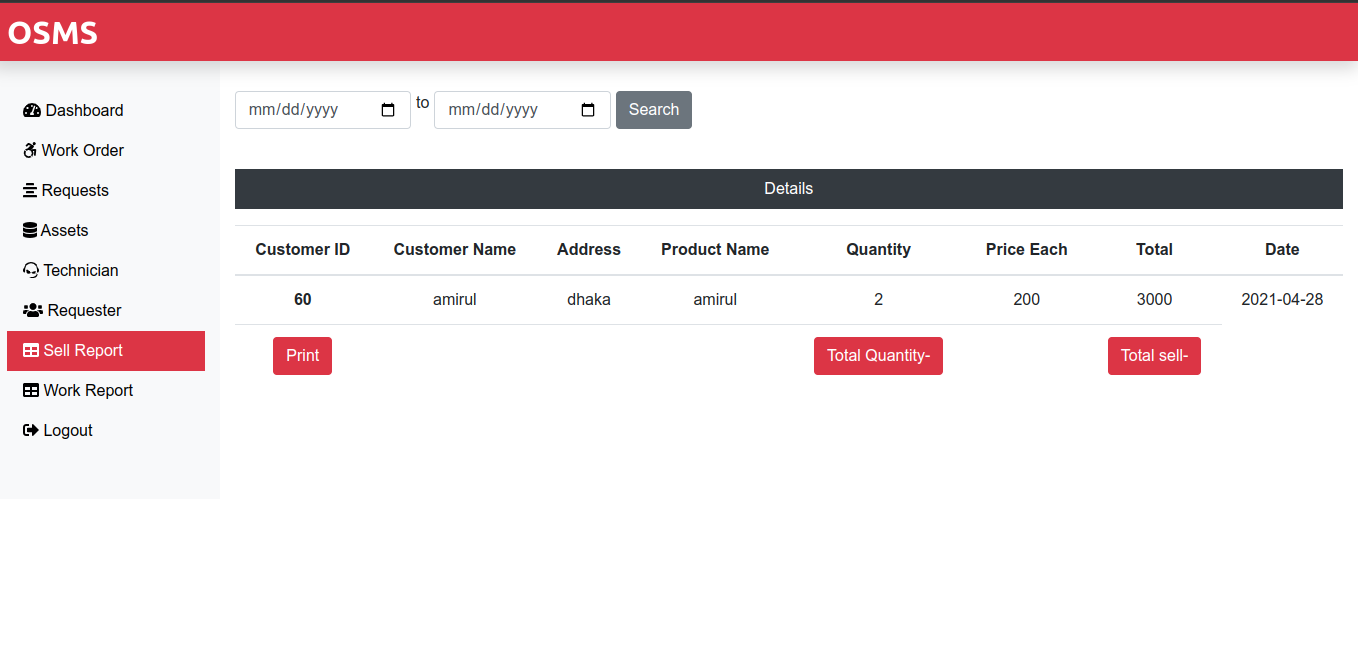 OSMS
Dashboard
Work Order
Requests
Assets
Technician
Requester
Sell Report
Work Report
Logout
mm/dd/yyyy to mm/dd/yyyy Search
Details
Customer ID Customer Name Address Product Name Quantity Price Each Total Date
60 amirul dhaka amirul 2 200 3000 2021-04-28
Print Total Quantity- Total sell-